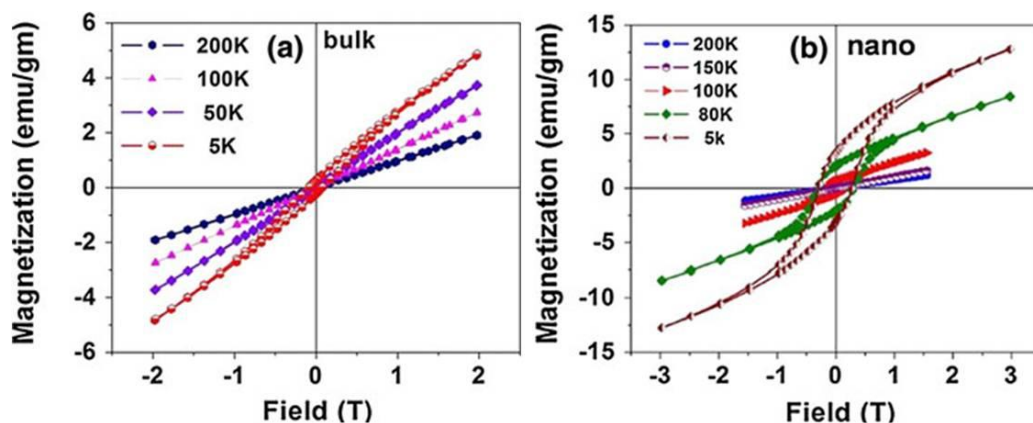 (a)
bulk
200K
100K
50K
5K
Magnetization (emu/gm)
6
4
2
0
-2
-4
-6
-2
-1
0
1
2
Field (T)
(b)
nano
200K
150K
100K
80K
5k
Magnetization (emu/gm)
15
10
5
0
-5
-10
-15
-3
-2
-1
0
1
2
3
Field (T)